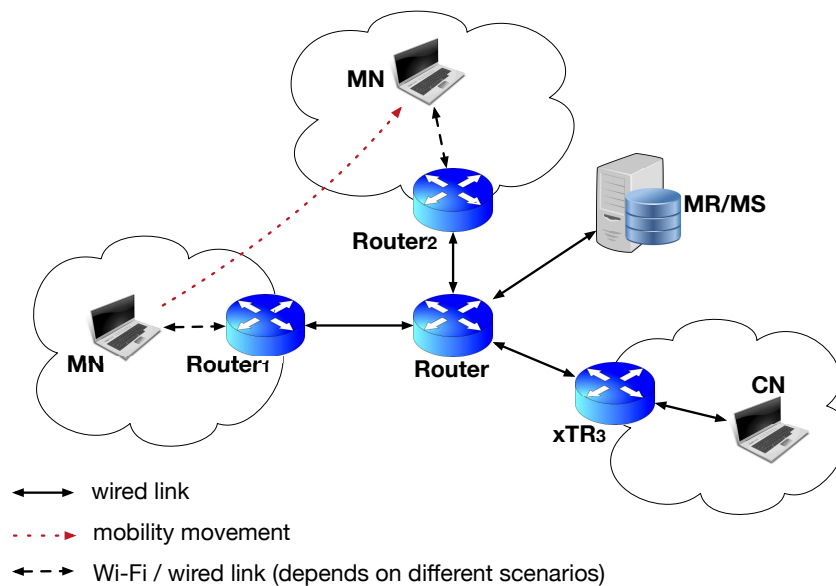 MN
MR/MS
Router2
MN
Router1
Router
CN
xTR3
wired link
mobility movement
Wi-Fi / wired link (depends on different scenarios)